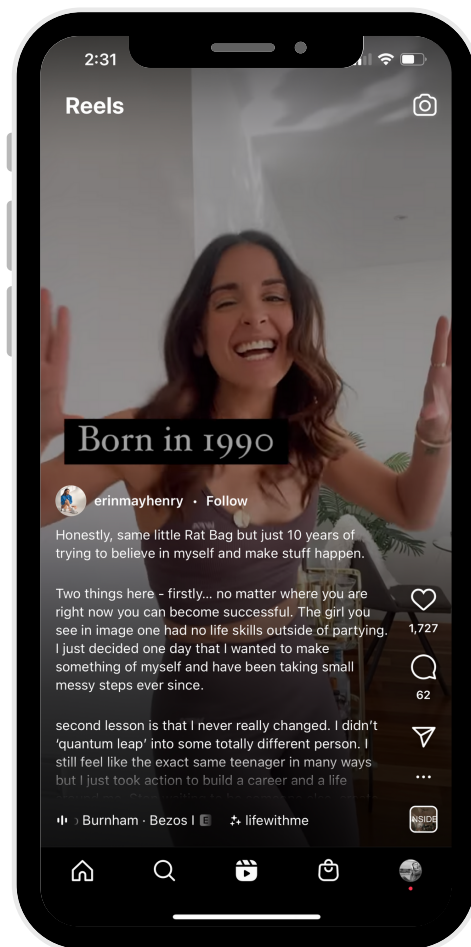 2:31
Reels
Born in 1990
erinmayhenry • Follow
Honestly, same little Rat Bag but just 10 years of
trying to believe in myself and make stuff happen.
Two things here - firstly... no matter where you are
right now you can become successful. The girl you
see in image one had no life skills outside of partying.
I just decided one day that I wanted to make
something of myself and have been taking small
messy steps ever since.
second lesson is that I never really changed. I didn't
'quantum leap' into some totally different person. I
still feel like the exact same teenager in many ways
but I just took action to build a career and a life
1,727
62
Burnham · Bezos I E
lifewithme
NSIDE